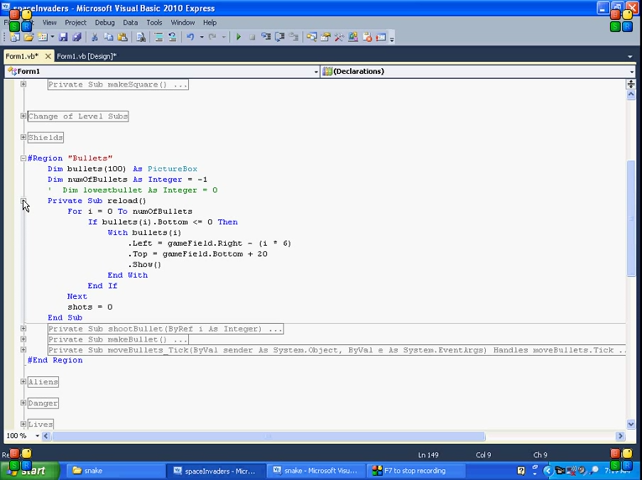 spaceInvaders - Microsoft Visual Basic 2010 Express
View Project Debug Data Tools Window Help
Form1.vb* Form1.vb [Design]*
Form1 (Declarations)
Private Sub makeSquare() ...
Change of Level Subs
Shields
#Region "Bullets"
Dim bullets(100) As PictureBox
Dim numOfBullets As Integer = -1
' Dim lowestbullet As Integer = 0
Private Sub reload()
For i = 0 To numOfBullets
If bullets(i).Bottom <= 0 Then
With bullets(i)
.Left = gameField.Right - (i * 6)
.Top = gameField.Bottom + 20
.Show()
End With
End If
Next
shots = 0
End Sub
Private Sub shootBullet(ByRef i As Integer) ...
Private Sub makeBullet() ...
Private Sub moveBullets_Tick(ByVal sender As System.Object, ByVal e As System.EventArgs) Handles moveBullets.Tick ..
#End Region
Aliens
Danger
Lives
100 %
Ln 149 Col 9 Ch 9
start snake spaceInvaders - Micr... snake - Microsoft Visu... F7 to stop recording